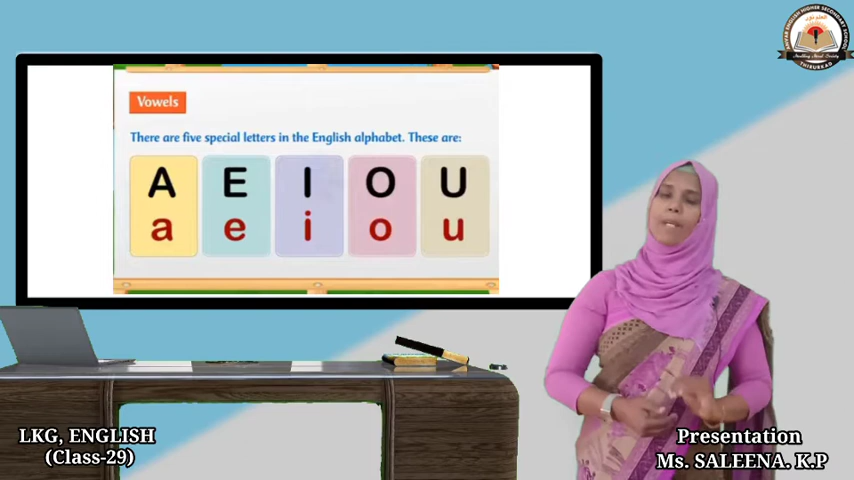 Vowels
There are five special letters in the English alphabet. These are:
A E I O U
a e i o u
LKG, ENGLISH
(Class-29)
Presentation
Ms. SALEENA. K.P
THIRURKAD